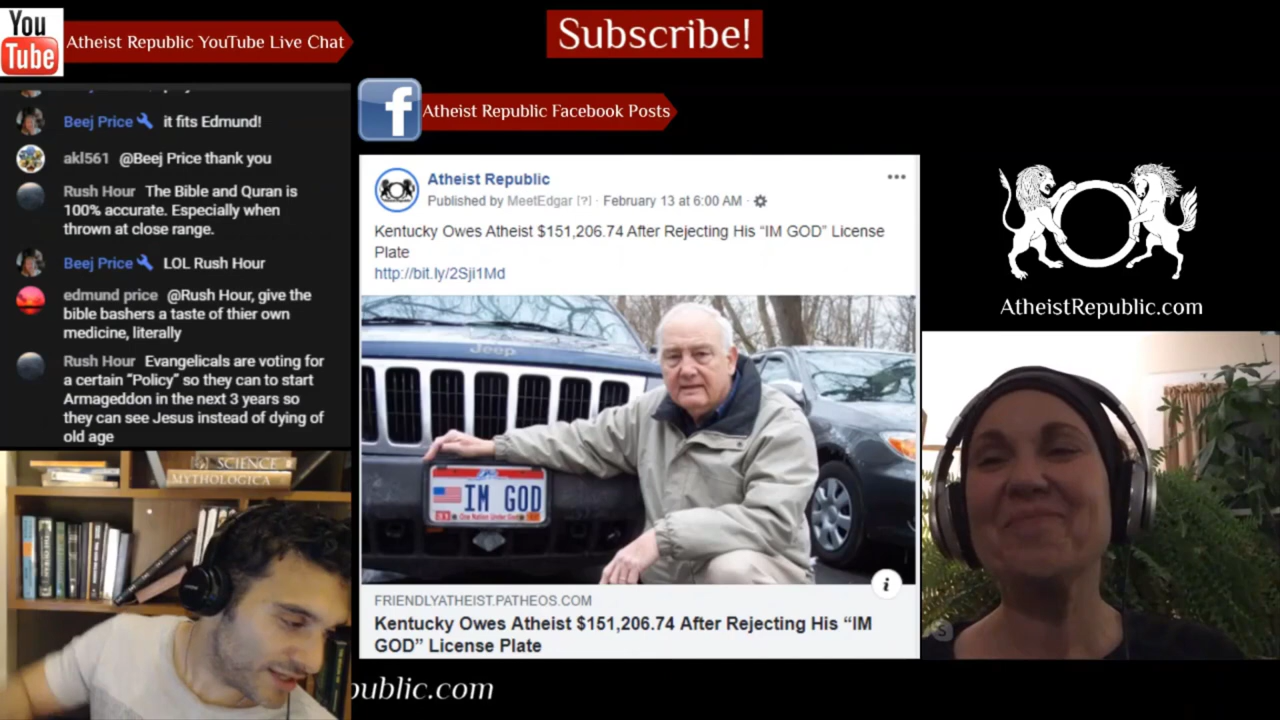 You
Tube
Atheist Republic YouTube Live Chat
Subscribe!
Atheist Republic Facebook Posts
Beej Price it fits Edmund!
akl561 @Beej Price thank you
Rush Hour The Bible and Quran is
100% accurate. Especially when
thrown at close range.
Beej Price LOL Rush Hour
edmund price @Rush Hour, give the
bible bashers a taste of thier own
medicine, literally
Rush Hour Evangelicals are voting for
a certain “Policy” so they can to start
Armageddon in the next 3 years so
they can see Jesus instead of dying of
old age
Atheist Republic
Published by MeetEdgar [?] · February 13 at 6:00 AM ·
Kentucky Owes Atheist $151,206.74 After Rejecting His “IM GOD” License
Plate
http://bit.ly/2Sji1Md
Jeep
IM GOD
One Nation Under God
FRIENDLYATHEIST.PATHEOS.COM
Kentucky Owes Atheist $151,206.74 After Rejecting His “IM
GOD” License Plate
AtheistRepublic.com
SCIENCE
MYTHOLOGICA
public.com